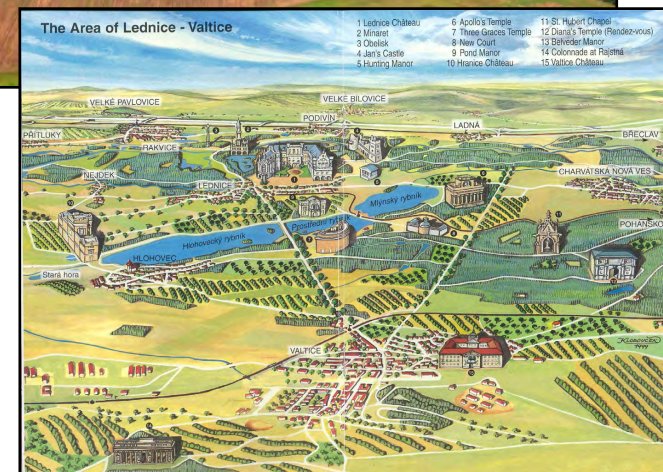 The Area of Lednice - Valtice
1 Lednice Château
2 Minaret
3 Obelisk
4 Jan's Castle
5 Hunting Manor
6 Apollo's Temple
7 Three Graces Temple
8 New Court
9 Pond Manor
10 Hranice Château
11 St. Hubert Chapel
12 Diana's Temple (Rendez-vous)
13 Belveder Manor
14 Colonnade at Rajstna
15 Valtice Château
VELKÉ PAVLOVICE
VELKÉ BÍLOVICE
PODIVÍN
LADNÁ
PŘÍTLUKY
BŘECLAV
RAKVICE
CHARVÁTSKÁ NOVÁ VES
NEJDEK
LEDNICE
Mlýnský rybník
Prostřední rybník
POHANSKO
Hlohovecký rybník
HLOHOVEC
Stará hora
VALTICE